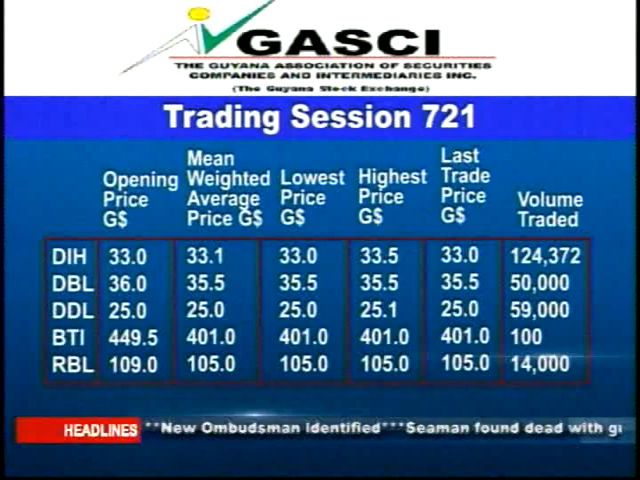 GASCI
THE GUYANA ASSOCIATION OF SECURITIES
COMPANIES AND INTERMEDIARIES INC.
(The Guyana Stock Exchange)
Trading Session 721
Opening Price G$ Mean Weighted Average Price G$ Lowest Price G$ Highest Price G$ Last Trade Price G$ Volume Traded
DIH 33.0 33.1 33.0 33.5 33.0 124,372
DBL 36.0 35.5 35.5 35.5 35.5 50,000
DDL 25.0 25.0 25.0 25.1 25.0 59,000
BTI 449.5 401.0 401.0 401.0 401.0 100
RBL 109.0 105.0 105.0 105.0 105.0 14,000
HEADLINES **New Ombudsman Identified***Seaman found dead with